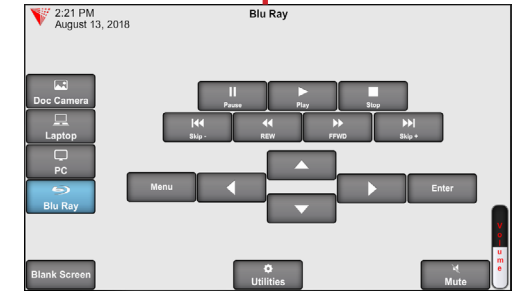 2:21 PM
August 13, 2018
Blu Ray
Doc Camera
Laptop
PC
Blu Ray
Pause
Play
Stop
Skip -
REW
FFWD
Skip +
Menu
Enter
Blank Screen
Utilities
Mute
Volume